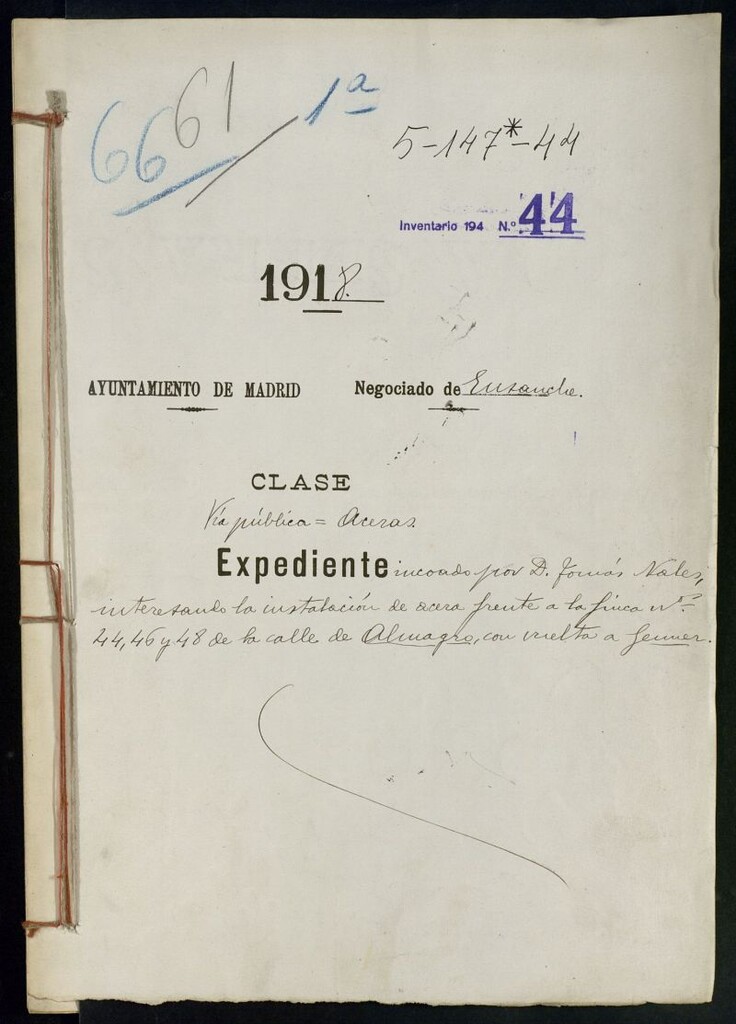 6661 1ª
5-147*-44
Inventario 194 N.º 44
1918.
AYUNTAMIENTO DE MADRID Negociado de Ensanche.
CLASE
Vía pública = Aceras.
Expediente incoado por D. Tomás Nales,
interesando la instalación de acera frente a la finca nos
44, 46 y 48 de la calle de Almagro, con vuelta a Jenner.